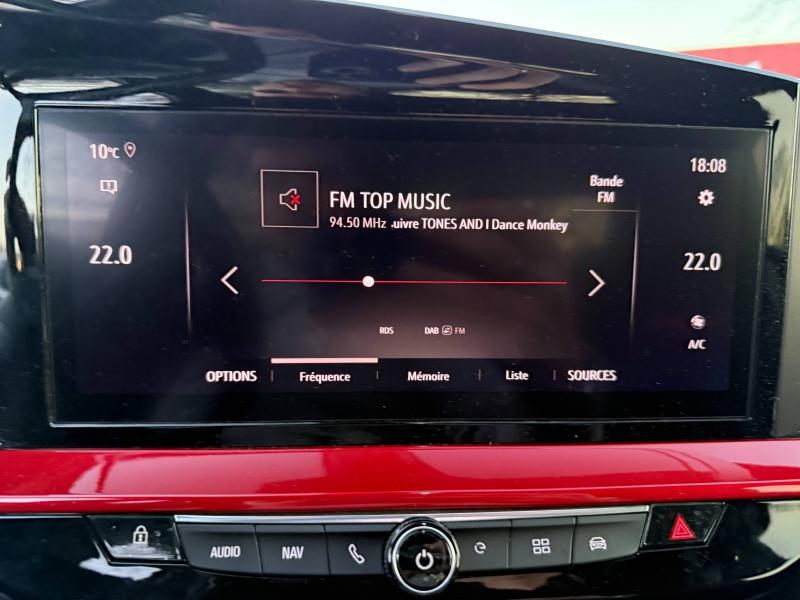 10°C
18:08
FM TOP MUSIC
Bande
FM
94.50 MHz .uivre TONES AND I Dance Monkey
22.0
22.0
RDS
DAB
FM
A/C
OPTIONS
Fréquence
Mémoire
Liste
SOURCES
AUDIO
NAV